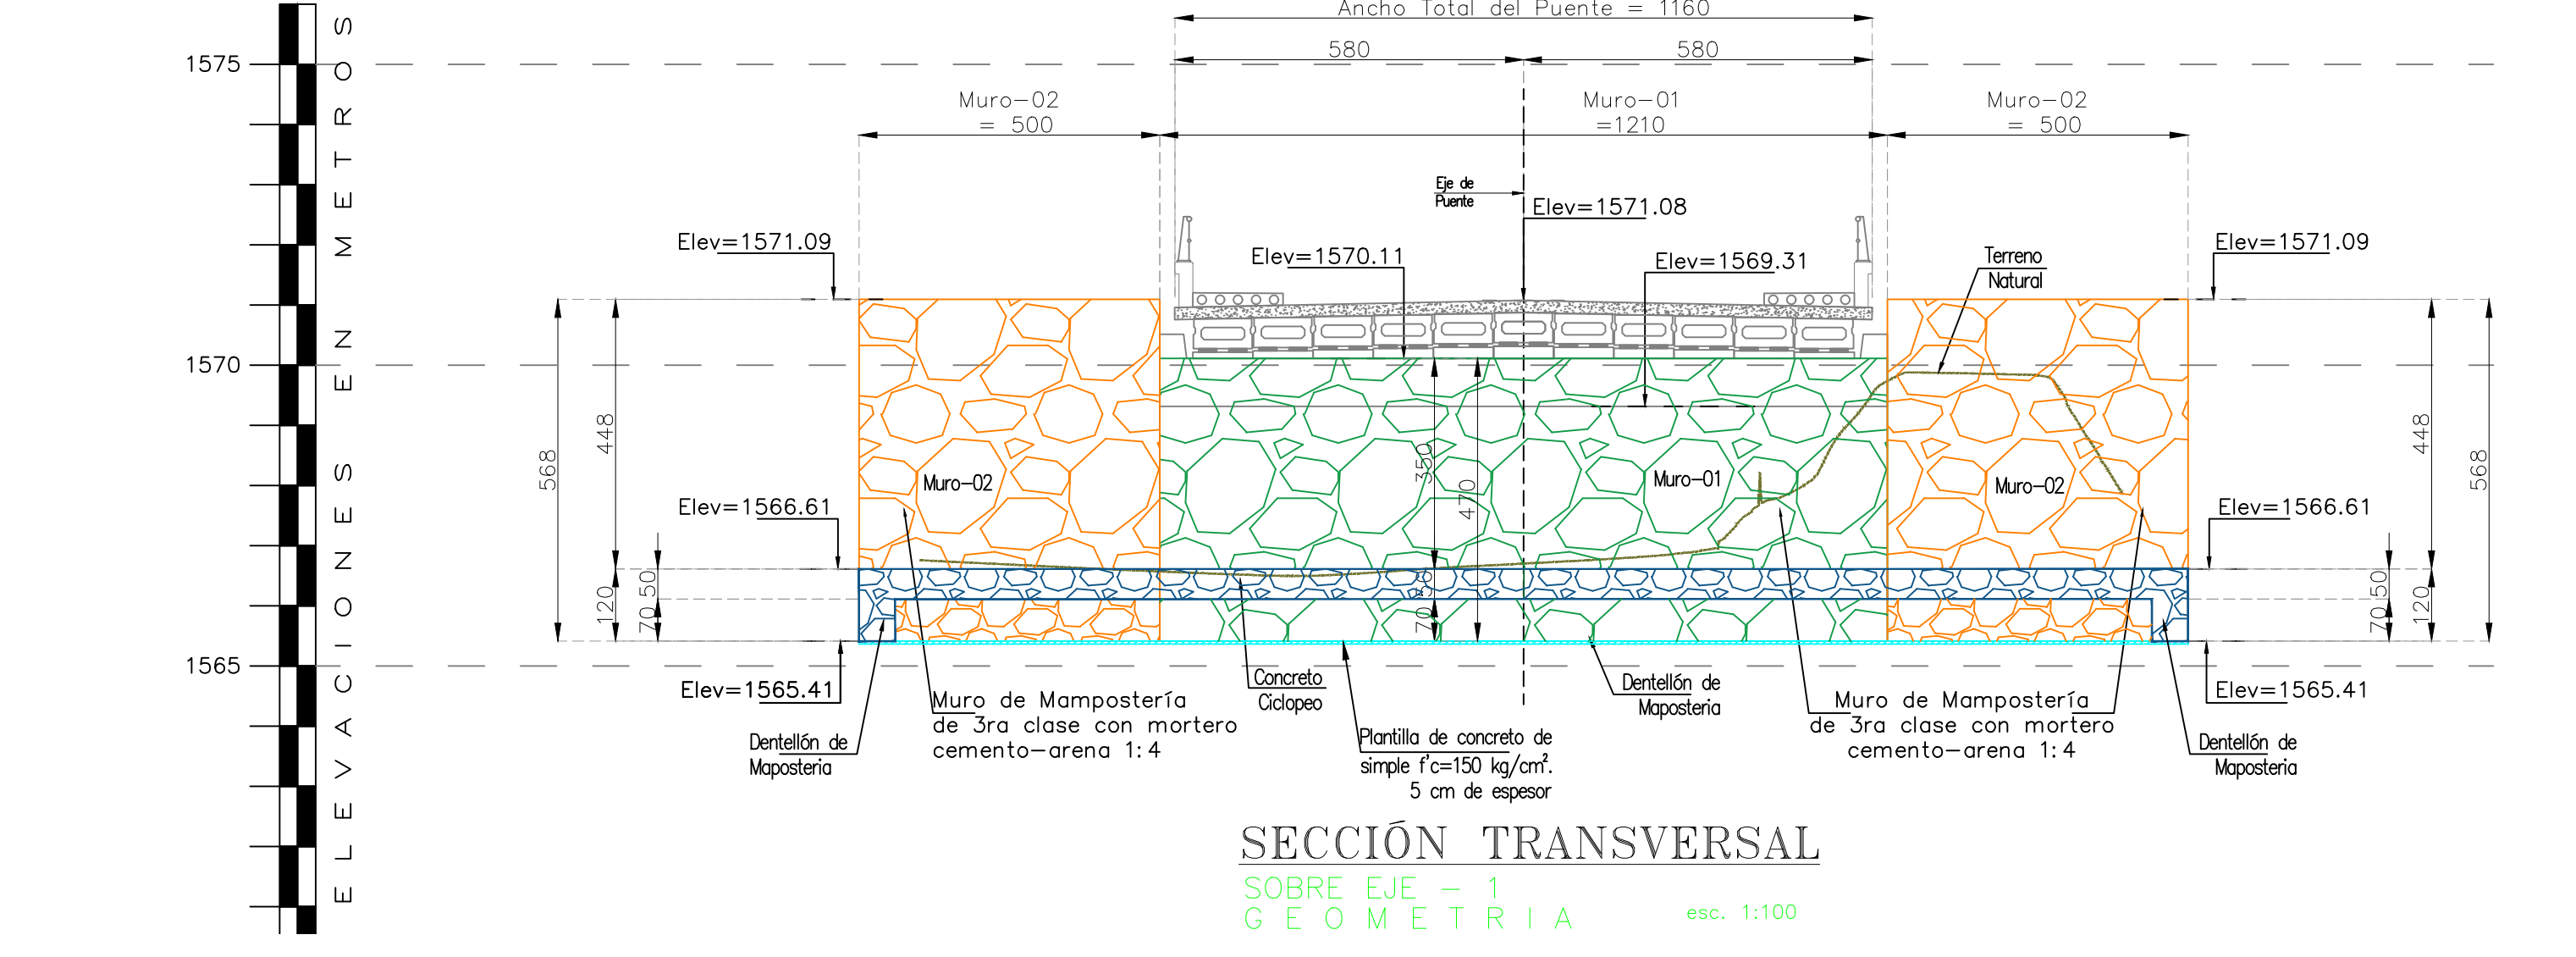 Ancho Total del Puente = 1160
580
580
1575
Muro-02
= 500
Muro-01
=1210
Muro-02
= 500
Eje de
Puente
Elev=1571.08
Elev=1571.09
Elev=1570.11
Elev=1569.31
Terreno
Natural
Elev=1571.09
1570
ELEVACIONES EN METROS
568
448
350
470
448
568
Muro-02
Muro-01
Muro-02
Elev=1566.61
Elev=1566.61
120
70 50
70 50
70 50
120
1565
Elev=1565.41
Elev=1565.41
Concreto
Ciclopeo
Dentellón de
Maposteria
Muro de Mampostería
de 3ra clase con mortero
cemento-arena 1:4
Muro de Mampostería
de 3ra clase con mortero
cemento-arena 1:4
Dentellón de
Maposteria
Plantilla de concreto de
simple f'c=150 kg/cm².
5 cm de espesor
Dentellón de
Maposteria
SECCIÓN TRANSVERSAL
SOBRE EJE - 1
GEOMETRIA
esc. 1:100